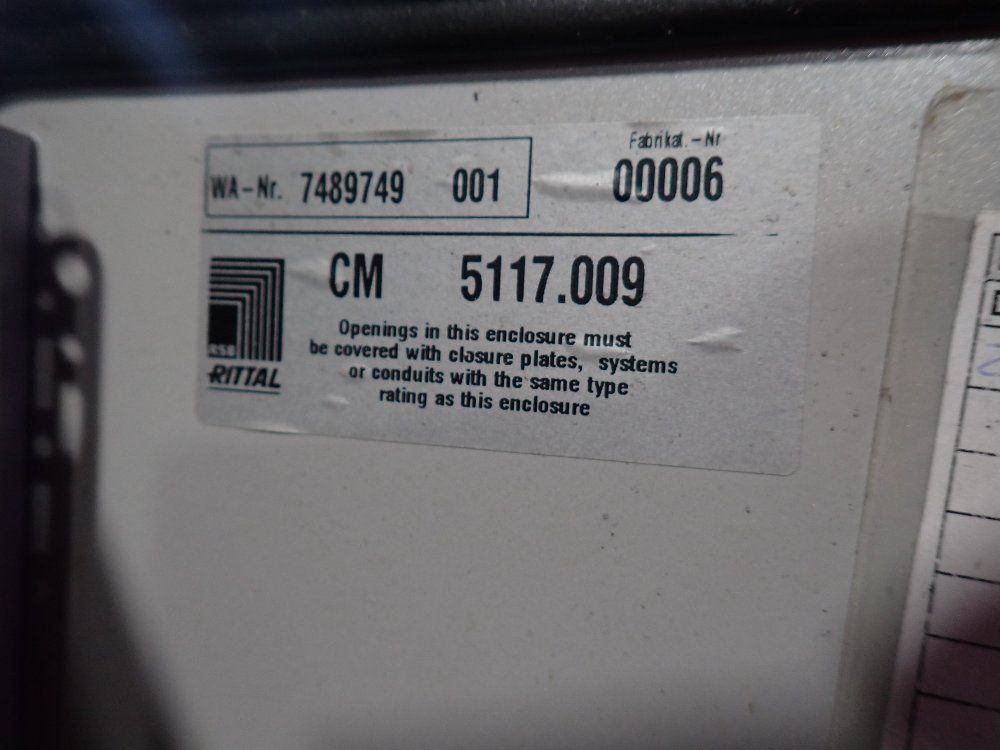 WA-Nr. 7489749 001
Fabrikat.-Nr
00006
CM 5117.009
Openings in this enclosure must
be covered with closure plates, systems
or conduits with the same type
rating as this enclosure
RITTAL